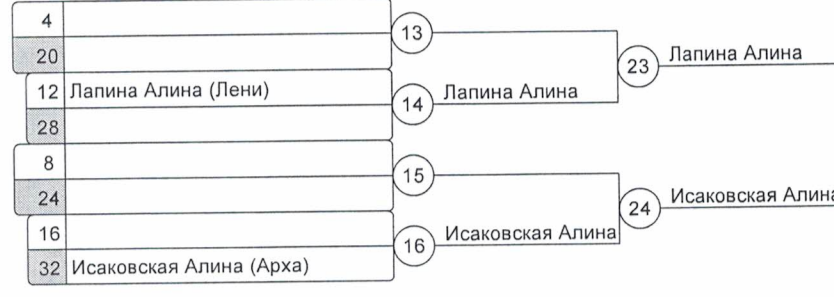 4
13
20
23 Лапина Алина
12 Лапина Алина (Лени)
14 Лапина Алина
28
8
15
24
24 Исаковская Алина
16
16 Исаковская Алина
32 Исаковская Алина (Арха)